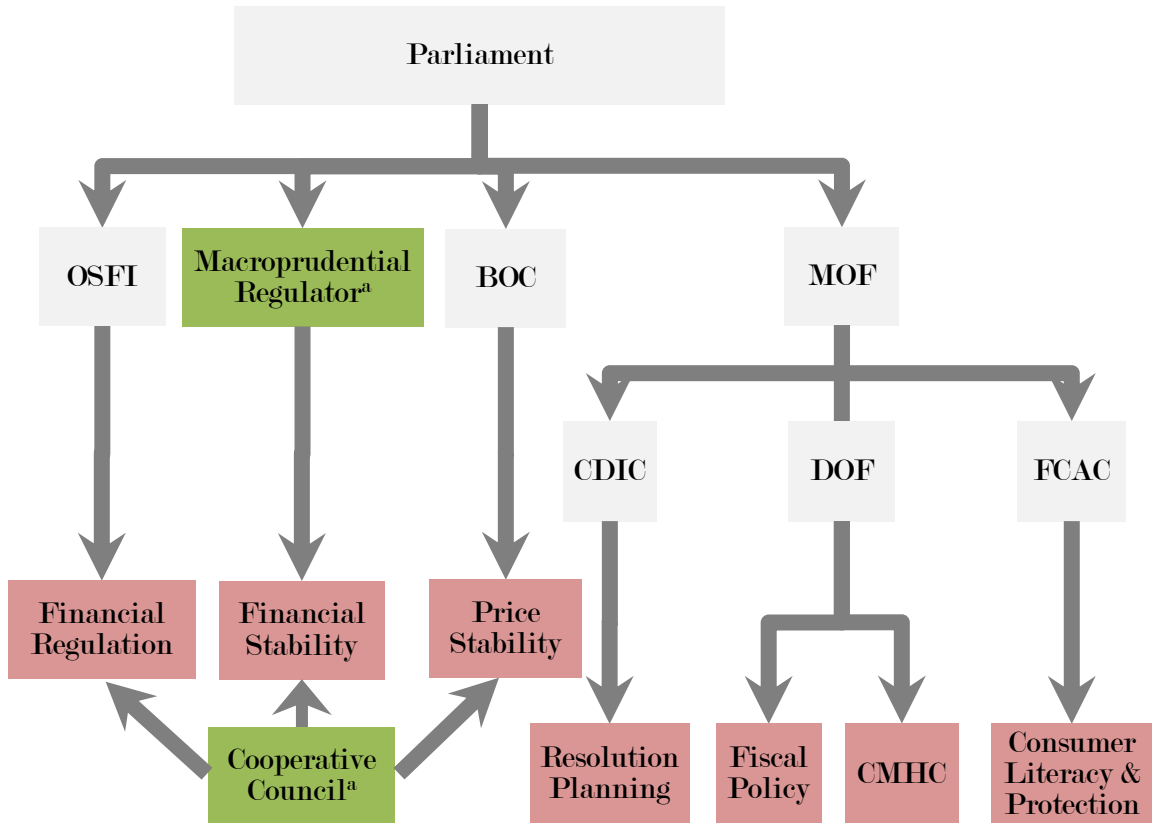 Parliament
OSFI
Macroprudential
Regulatorᵃ
BOC
MOF
CDIC
DOF
FCAC
Financial
Regulation
Financial
Stability
Price
Stability
Cooperative
Councilᵃ
Resolution
Planning
Fiscal
Policy
CMHC
Consumer
Literacy &
Protection